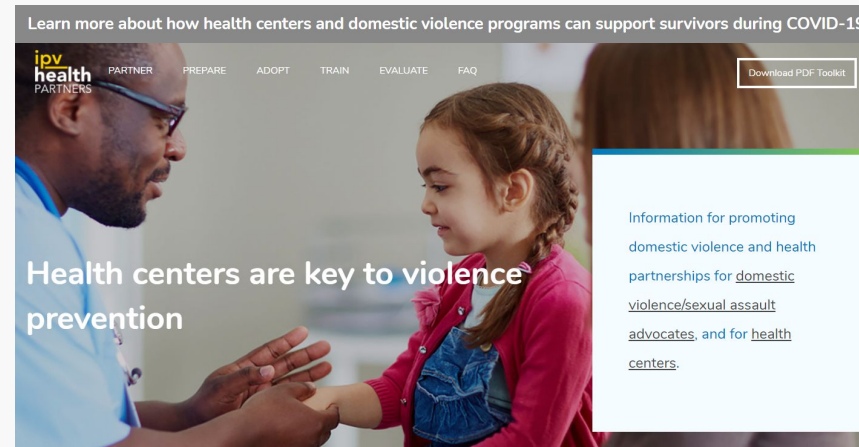 Learn more about how health centers and domestic violence programs can support survivors during COVID-19
ipv
health
PARTNERS
PARTNER PREPARE ADOPT TRAIN EVALUATE FAQ
Download PDF Toolkit
Health centers are key to violence
prevention
Information for promoting
domestic violence and health
partnerships for domestic
violence/sexual assault
advocates, and for health
centers.